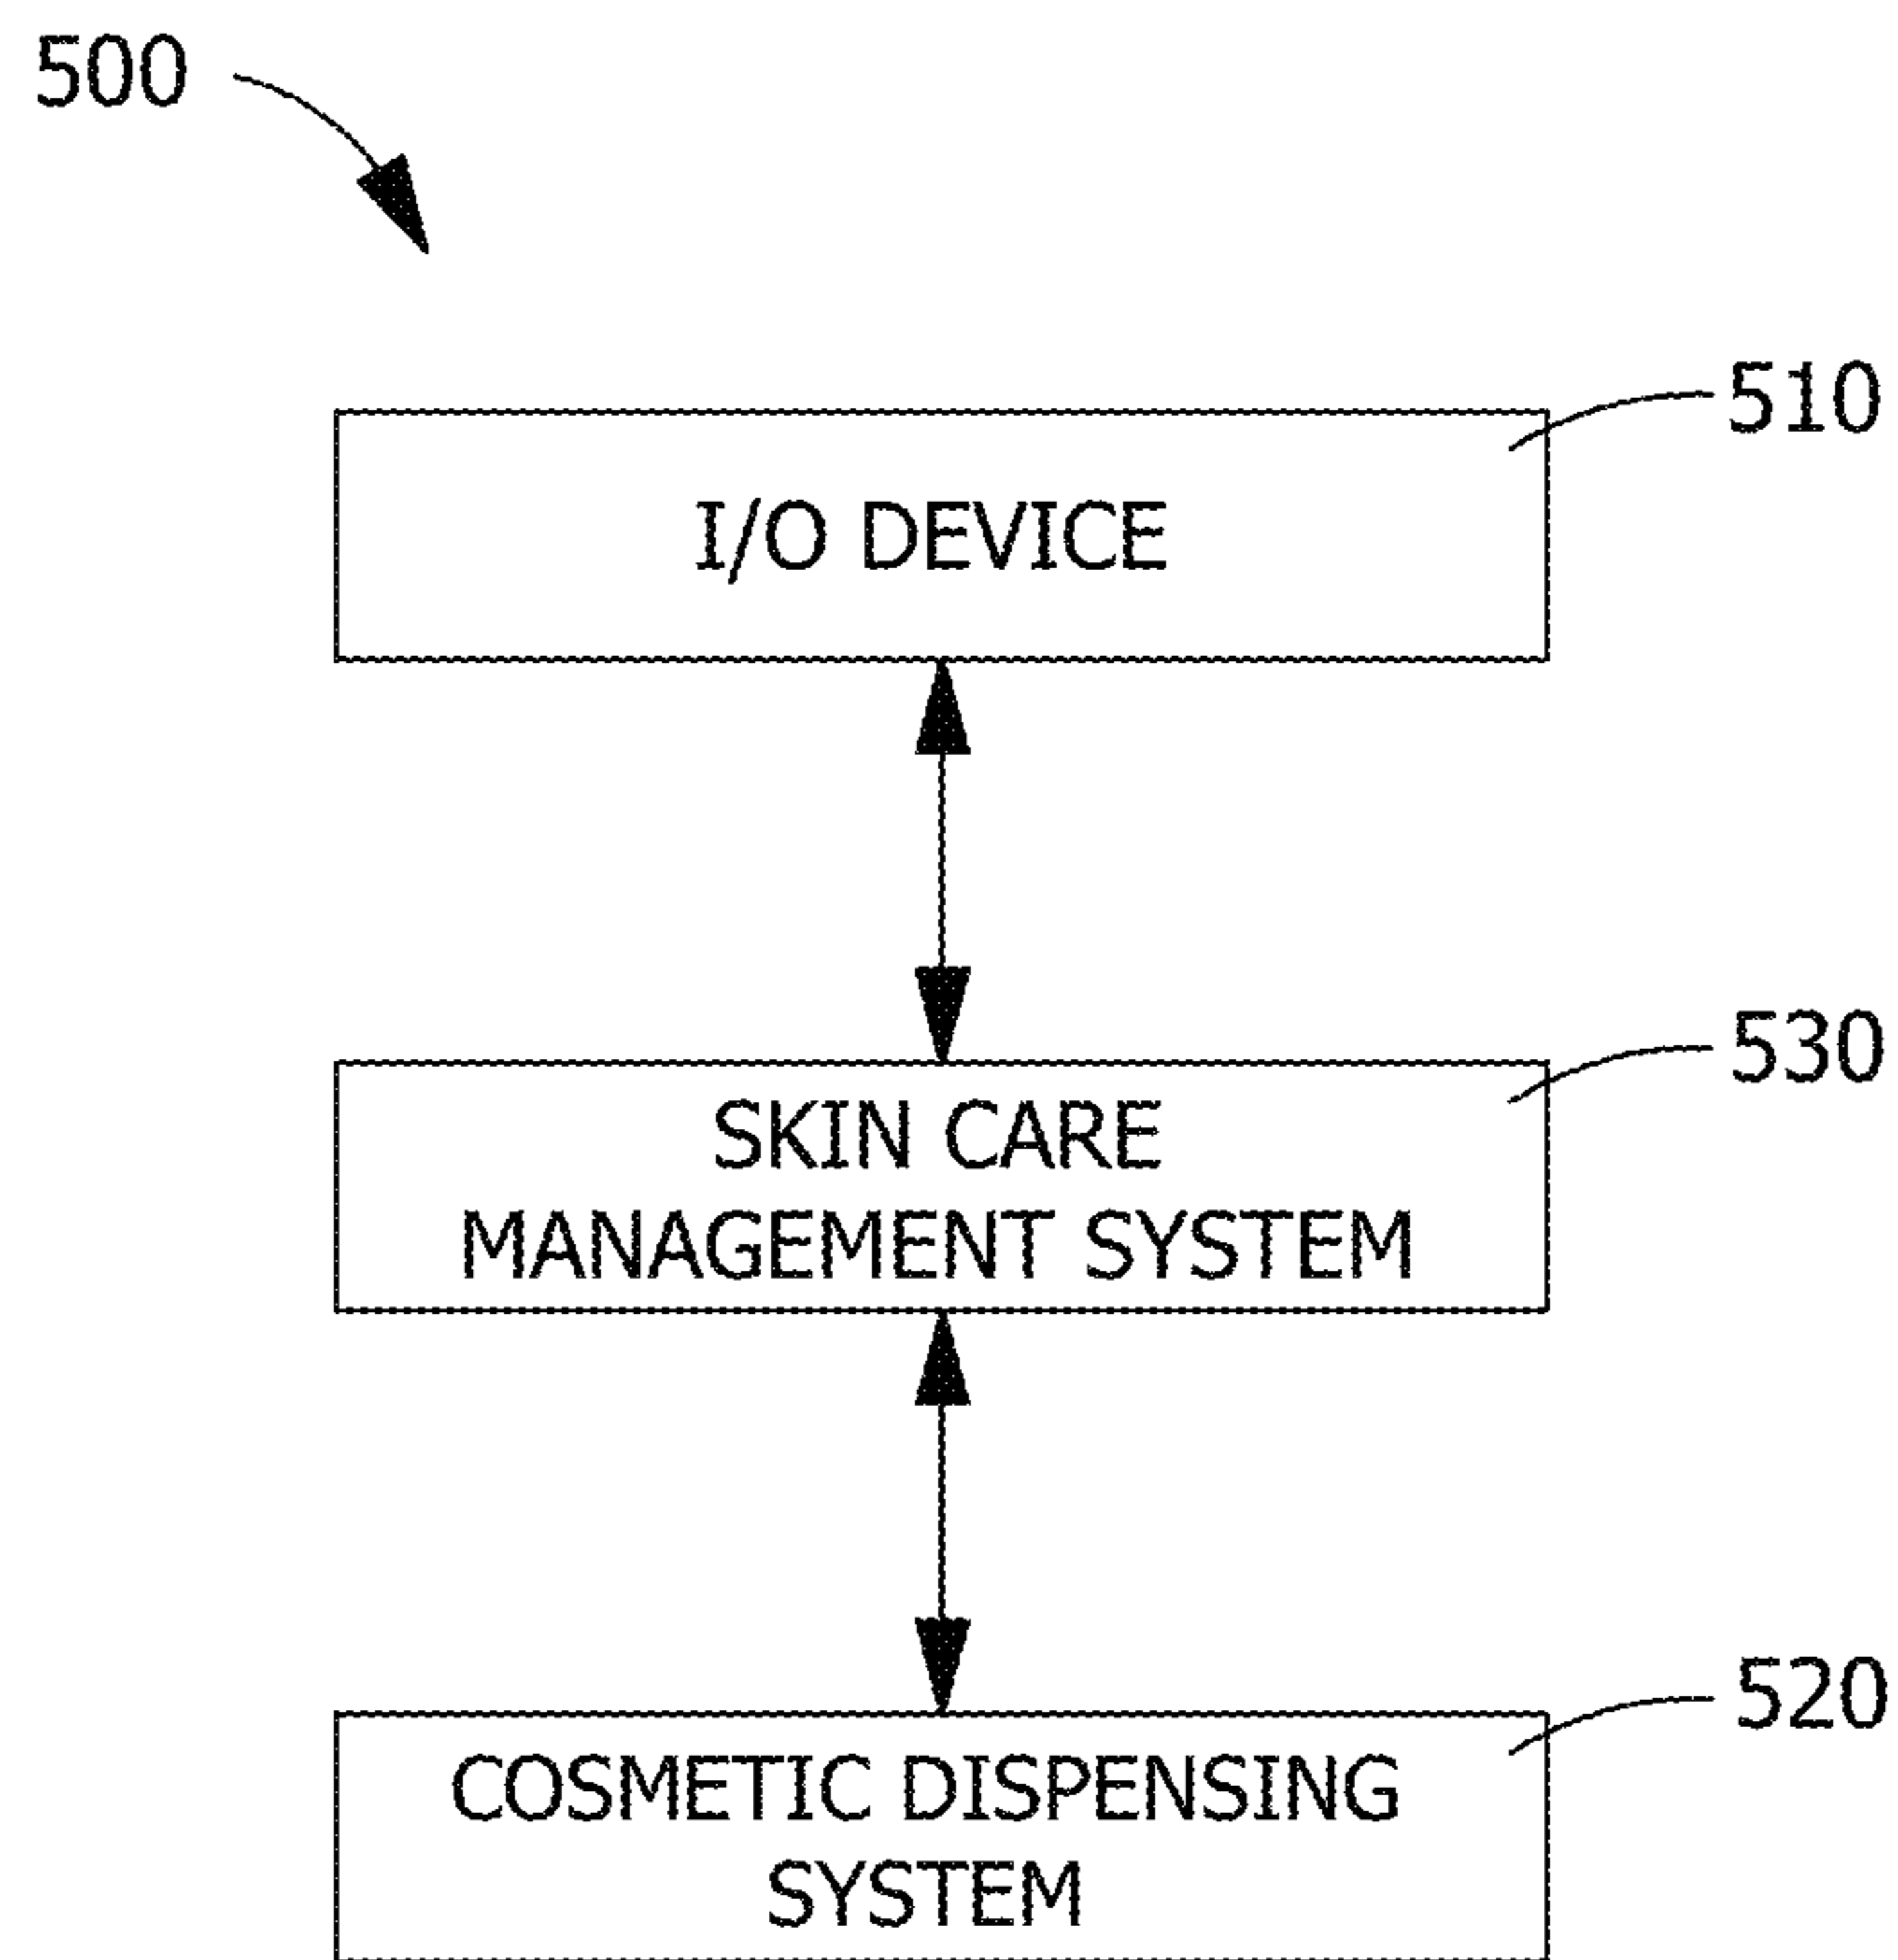 500
510
I/O DEVICE
530
SKIN CARE
MANAGEMENT SYSTEM
520
COSMETIC DISPENSING
SYSTEM